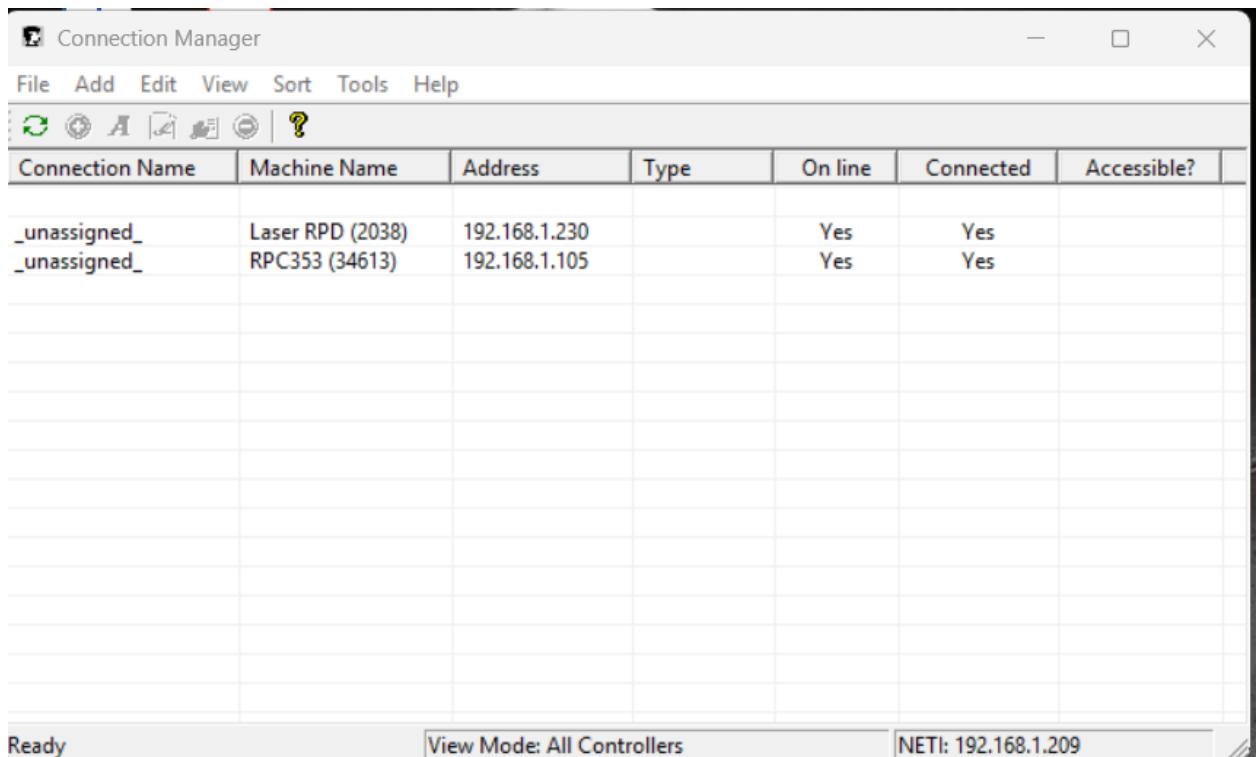 Connection Manager
File Add Edit View Sort Tools Help
Connection Name Machine Name Address Type On line Connected Accessible?
_unassigned_ Laser RPD (2038) 192.168.1.230 Yes Yes
_unassigned_ RPC353 (34613) 192.168.1.105 Yes Yes
Ready View Mode: All Controllers NETI: 192.168.1.209